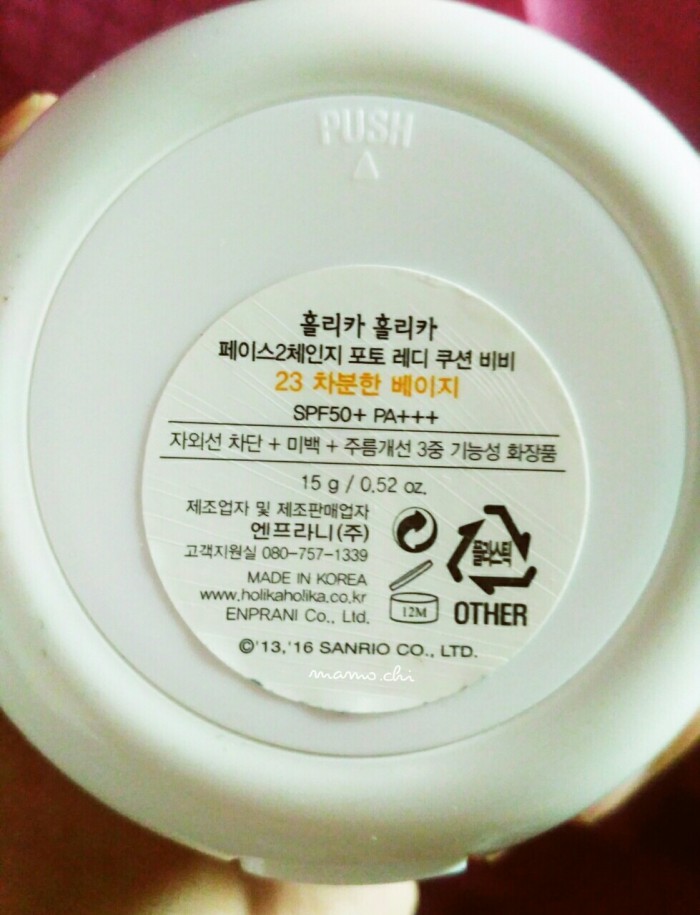 PUSH
홀리카 홀리카
페이스2체인지 포토 레디 쿠션 비비
23 차분한 베이지
SPF50+ PA+++
자외선 차단 + 미백 + 주름개선 3중 기능성 화장품
15 g / 0.52 oz.
제조업자 및 제조판매업자
엔프라니(주)
고객지원실 080-757-1339
MADE IN KOREA
www.holikaholika.co.kr
ENPRANI Co., Ltd.
플라스틱
12M
OTHER
©'13,'16 SANRIO CO., LTD.
mamo.chi